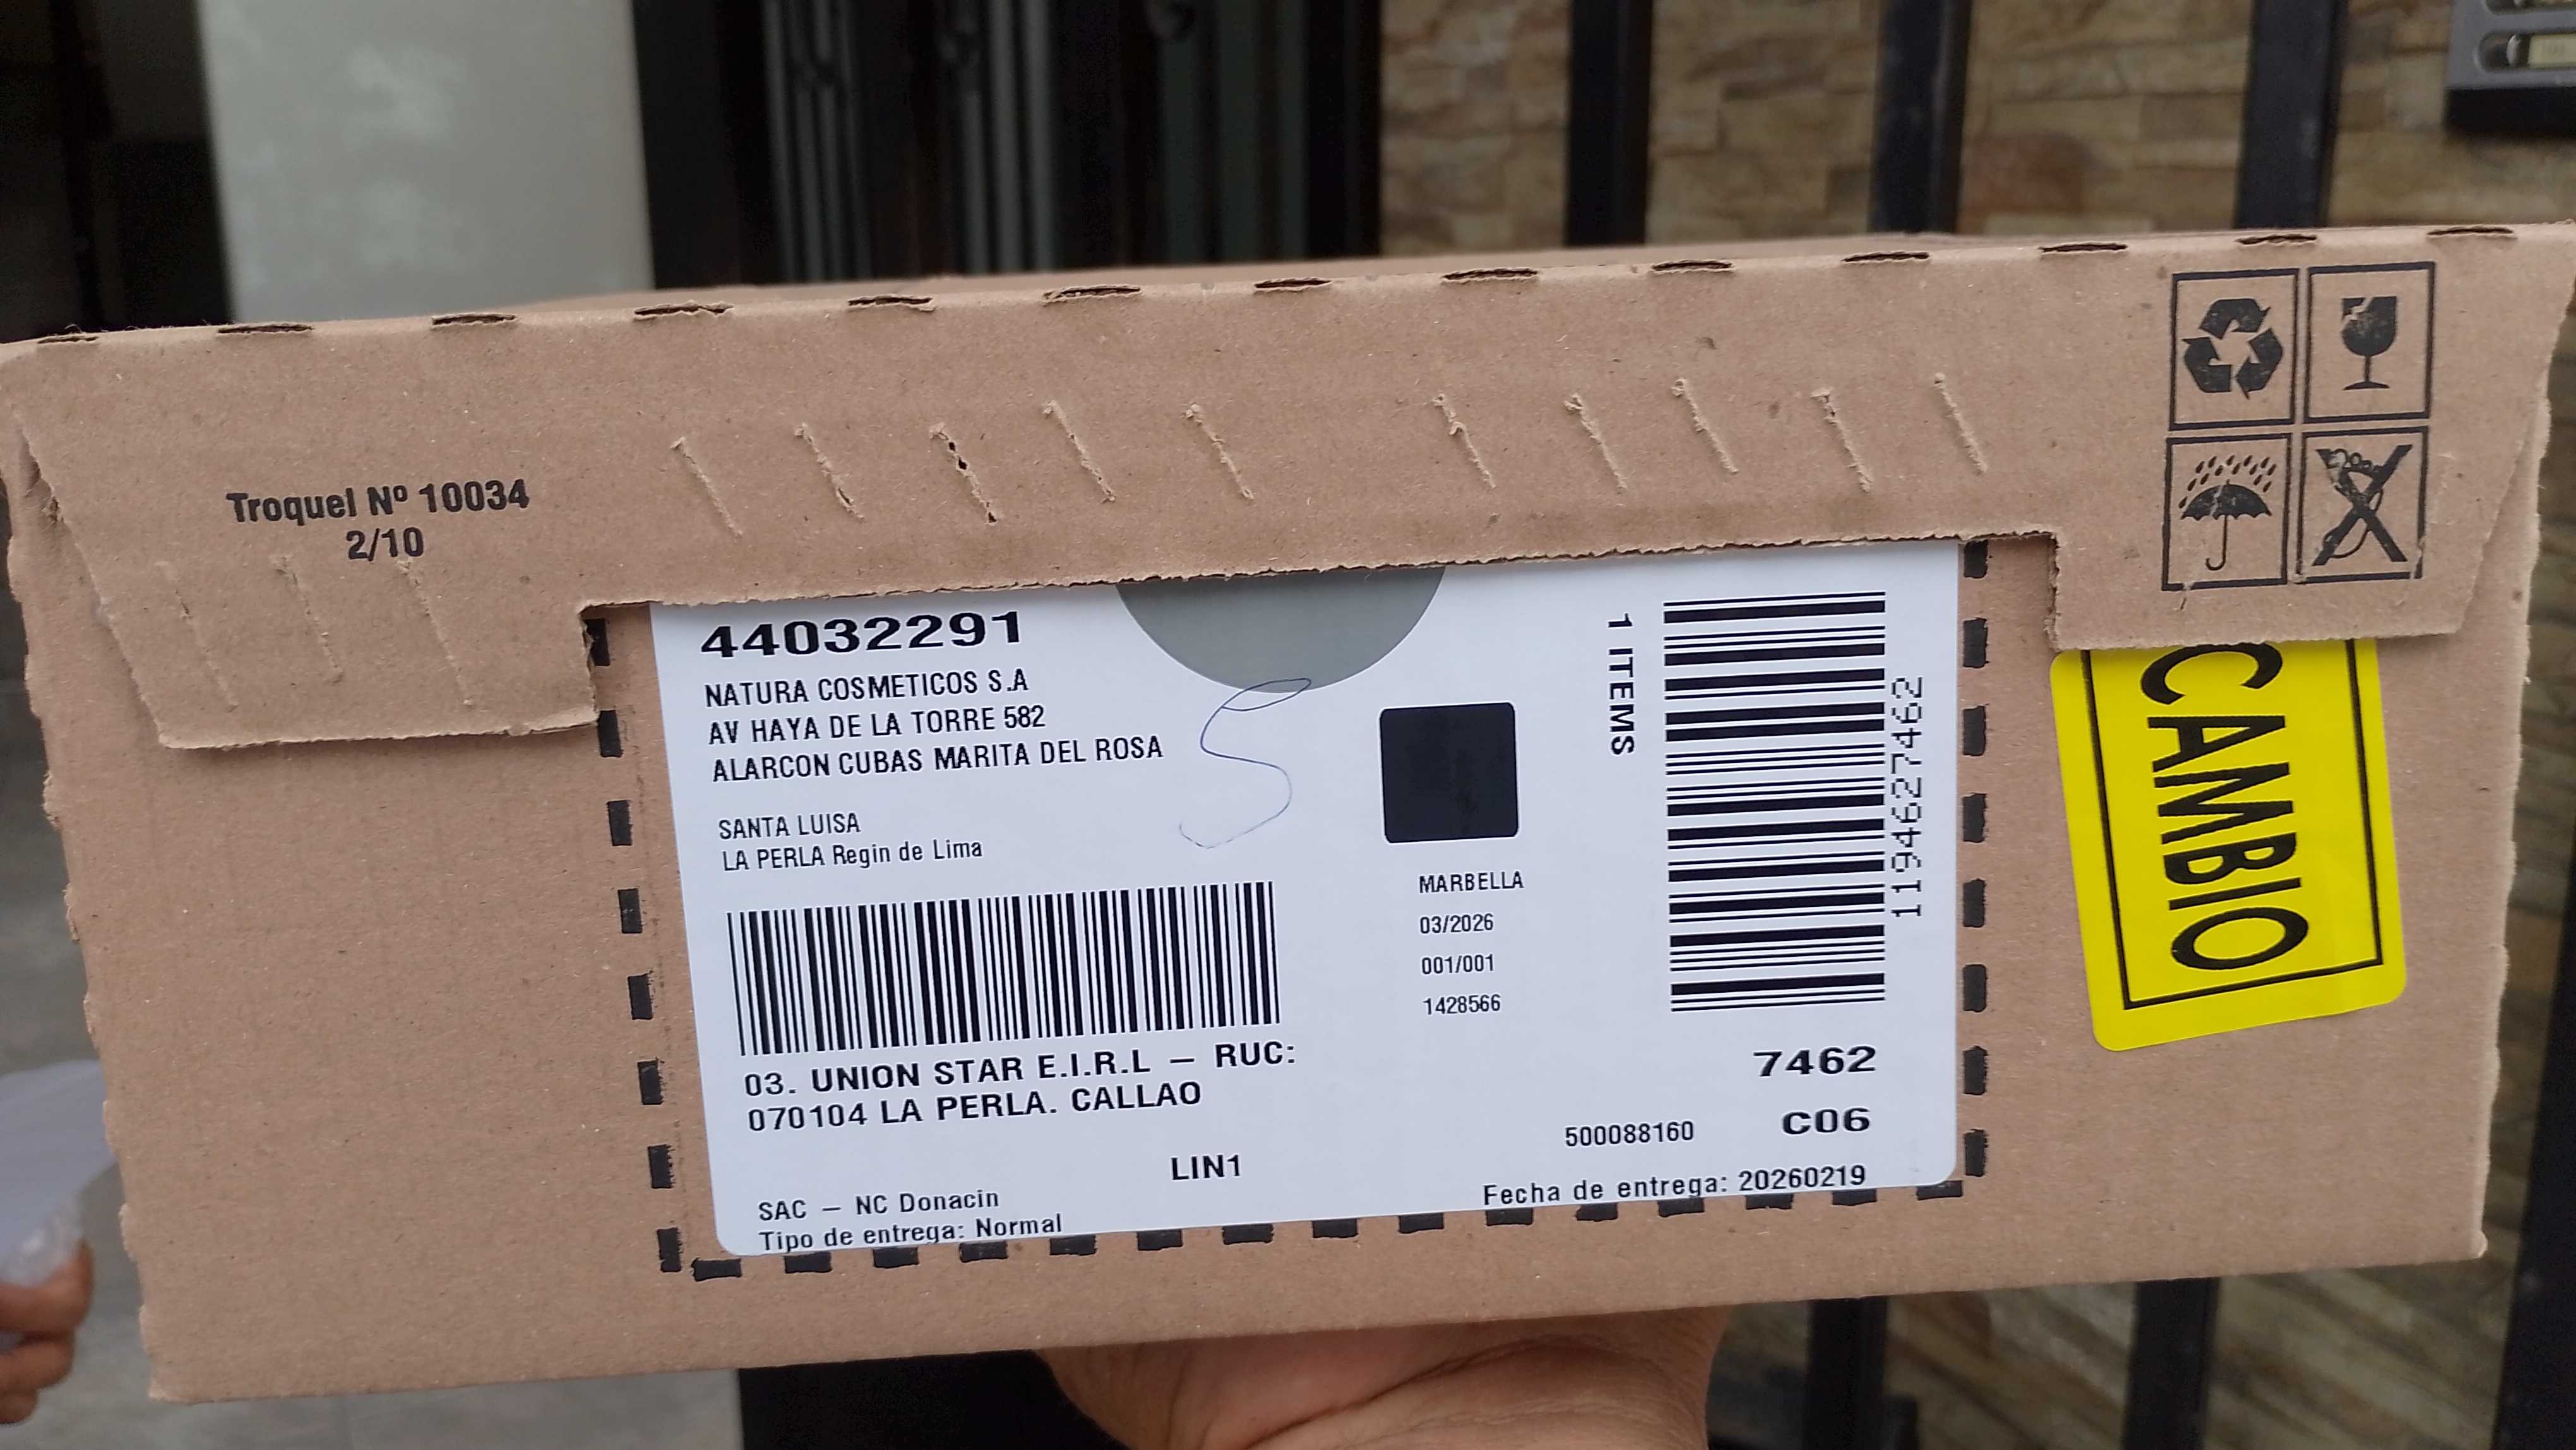 Troquel Nº 10034
2/10
44032291
NATURA COSMETICOS S.A
AV HAYA DE LA TORRE 582
ALARCON CUBAS MARITA DEL ROSA
SANTA LUISA
LA PERLA Regin de Lima
03. UNION STAR E.I.R.L – RUC:
070104 LA PERLA. CALLAO
LIN1
SAC – NC Donacin
Tipo de entrega: Normal
MARBELLA
03/2026
001/001
1428566
1 ITEMS
1194627462
7462
500088160 C06
Fecha de entrega: 20260219
CAMBIO